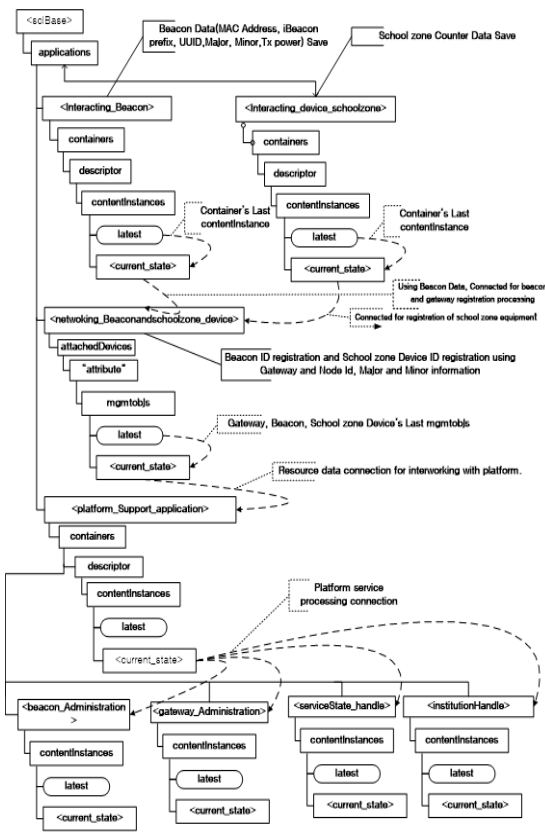 <sclBase>
applications
Beacon Data(MAC Address, iBeacon
prefix, UUID,Major, Minor,Tx power) Save
School zone Counter Data Save
<Interacting_Beacon>
containers
descriptor
contentInstances
latest
<current_state>
Container's Last
contentInstance
<Interacting_device_schoolzone>
containers
descriptor
contentInstances
latest
<current_state>
Container's Last
contentInstance
Using Beacon Data, Connected for beacon
and gateway registration processing
Connected for registration of school zone equipment
<netwoking_Beaconandschoolzone_device>
attachedDevices
"attribute"
mgmtobjs
latest
<current_state>
Beacon ID registration and School zone Device ID registration using
Gateway and Node Id, Major and Minor information
Gateway, Beacon, School zone Device's Last mgmtobjs
Resource data connection for interworking with platform.
<platform_Support_application>
containers
descriptor
contentInstances
latest
<current_state>
Platform service
processing connection
<beacon_Administration
>
contentInstances
latest
<current_state>
<gateway_Administration>
contentInstances
latest
<current_state>
<serviceState_handle>
contentInstances
latest
<current_state>
<institutionHandle>
contentInstances
latest
<current_state>